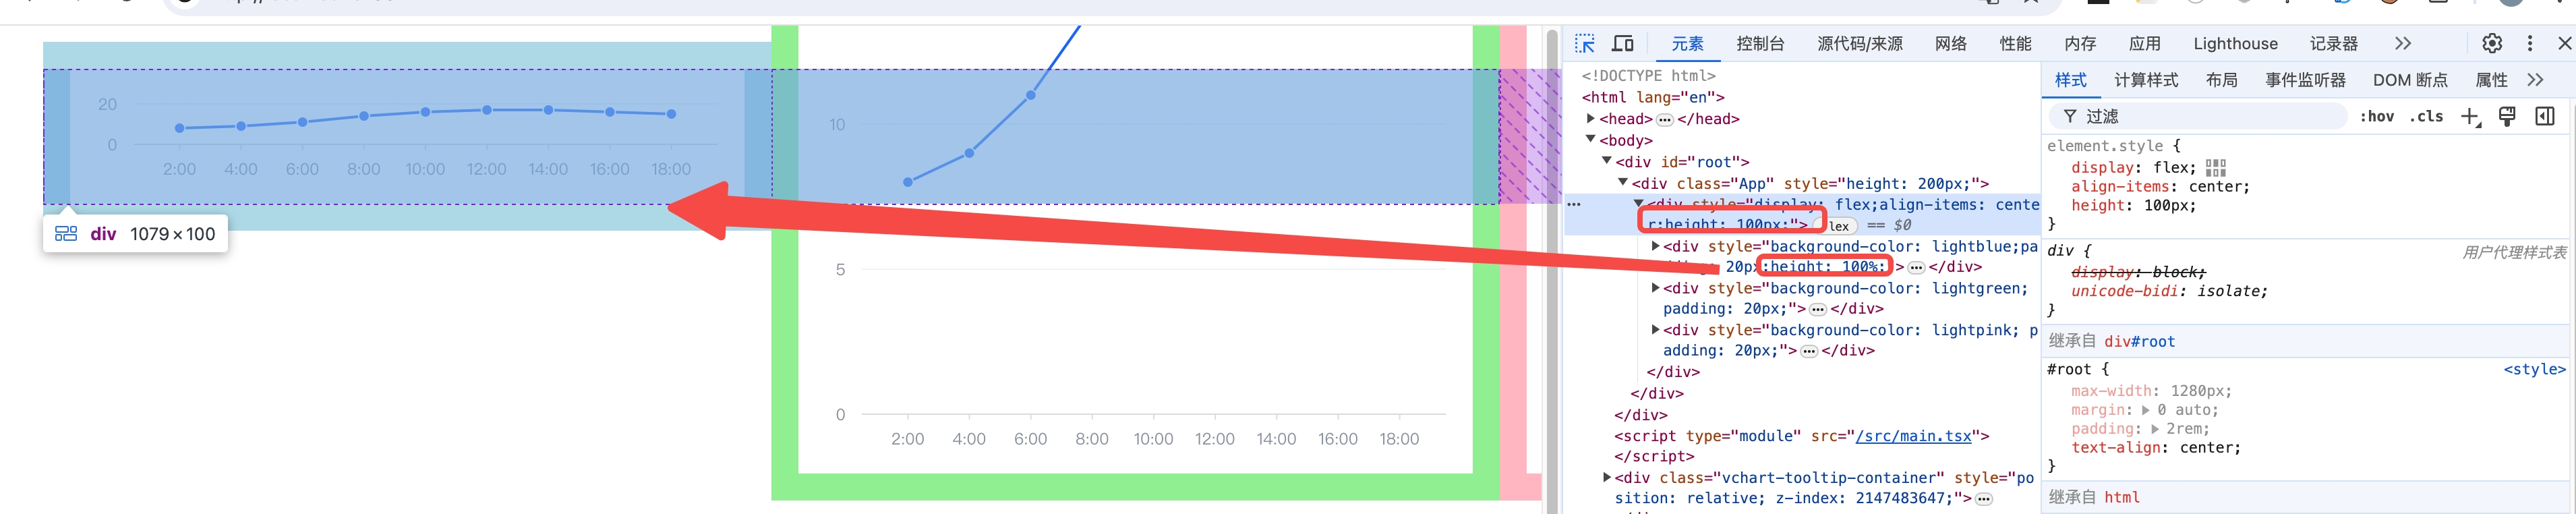 20
0
2:00 4:00 6:00 8:00 10:00 12:00 14:00 16:00 18:00
div 1079 × 100
10
5
0
2:00 4:00 6:00 8:00 10:00 12:00 14:00 16:00 18:00
元素 控制台 源代码/来源 网络 性能 内存 应用 Lighthouse 记录器
<!DOCTYPE html>
<html lang="en">
<head> </head>
<body>
<div id="root">
<div class="App" style="height: 200px;">
<div style="display: flex;align-items: cente
r;height: 100px;"> lex == $0
<div style="background-color: lightblue;pa
20px;height: 100%; > </div>
<div style="background-color: lightgreen;
padding: 20px;"> </div>
<div style="background-color: lightpink; p
adding: 20px;"> </div>
</div>
</div>
</div>
<script type="module" src="/src/main.tsx">
</script>
<div class="vchart-tooltip-container" style="po
sition: relative; z-index: 2147483647;">
样式 计算样式 布局 事件监听器 DOM 断点 属性
过滤 :hov .cls
element.style {
display: flex;
align-items: center;
height: 100px;
}
div { 用户代理样式表
display: block;
unicode-bidi: isolate;
}
继承自 div#root
#root { <style>
max-width: 1280px;
margin: 0 auto;
padding: 2rem;
text-align: center;
}
继承自 html